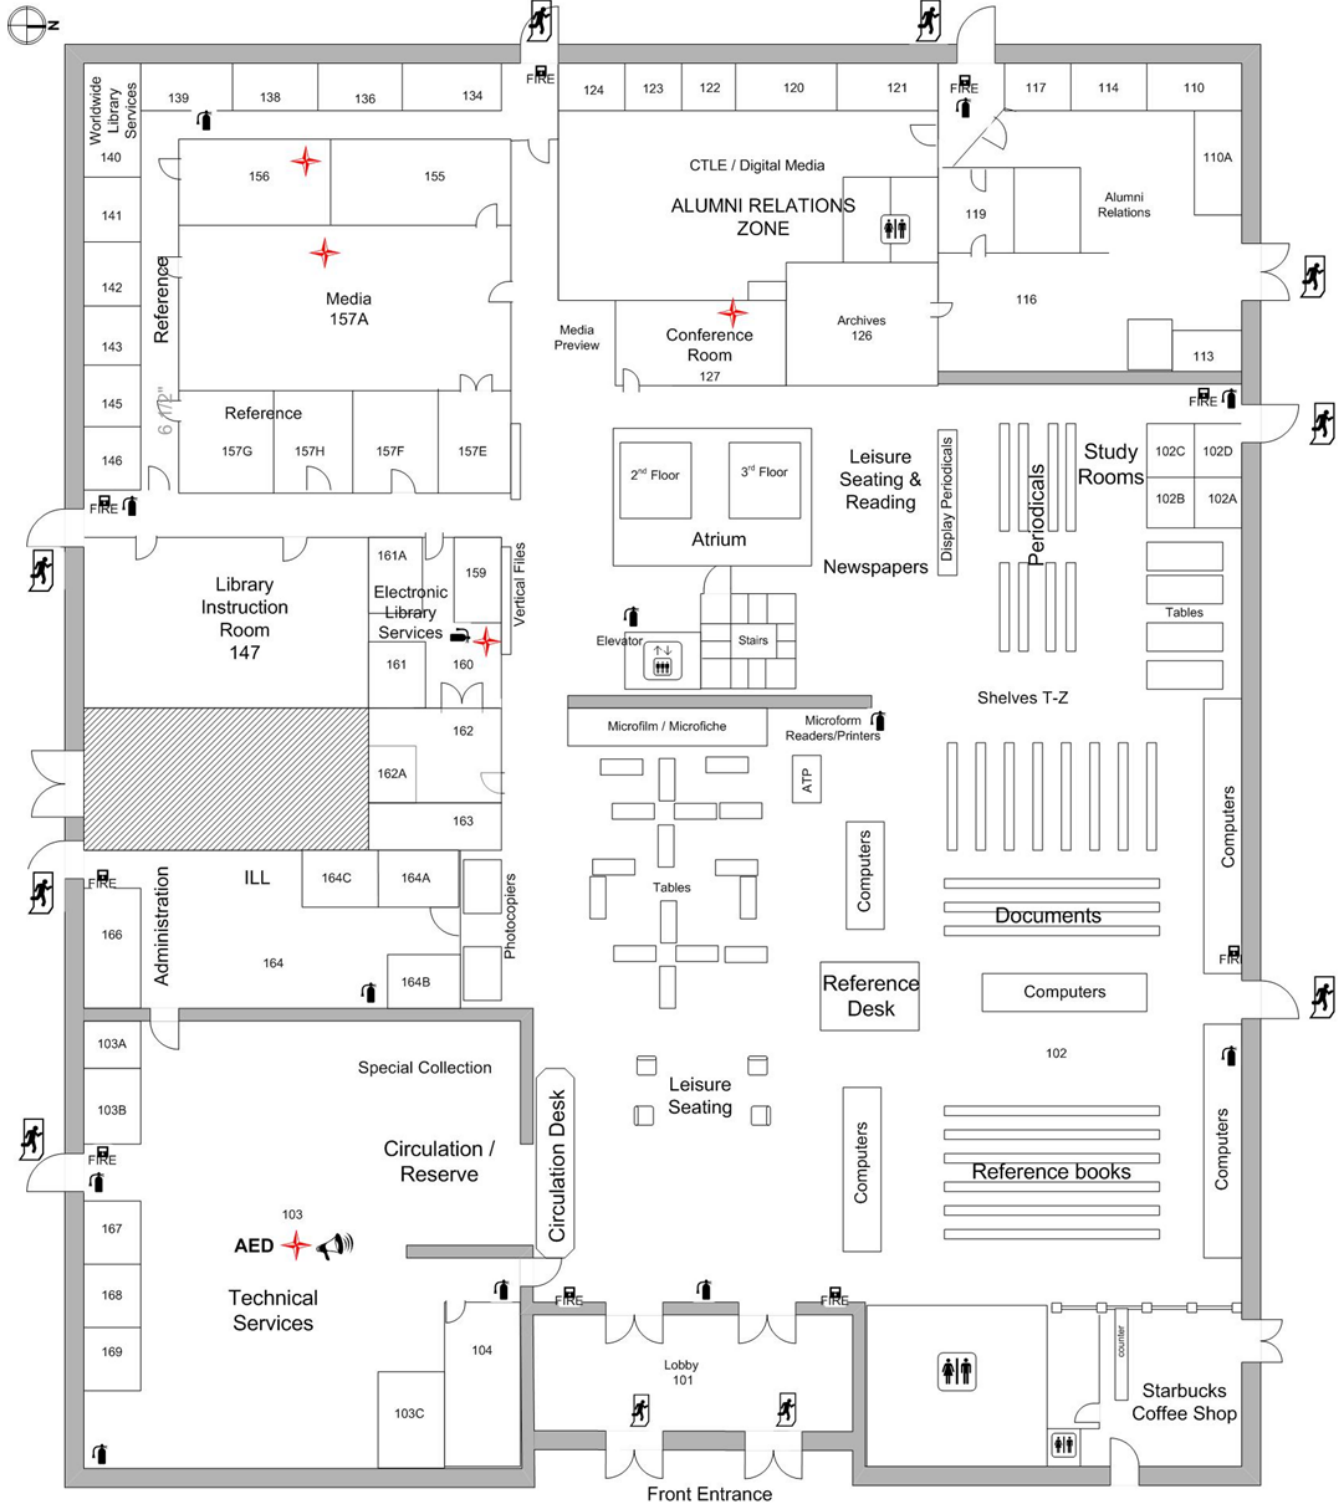 N
FIRE
Worldwide
Library
Services
140
139
138
136
134
124
123
122
120
121
FIRE
117
114
110
110A
156
155
CTLE / Digital Media
ALUMNI RELATIONS
ZONE
119
Alumni
Relations
141
142
143
145
146
Reference
6 1/2"
Media
157A
Media
Preview
Conference
Room
127
Archives
126
116
113
FIRE
Reference
157G
157H
157F
157E
2nd Floor
3rd Floor
Atrium
Leisure
Seating &
Reading
Newspapers
Display Periodicals
Periodicals
Study
Rooms
102C
102D
102B
102A
Tables
FIRE
Library
Instruction
Room
147
161A
Electronic
Library
Services
159
161
160
Vertical Files
Elevator
Stairs
Shelves T-Z
162
162A
163
Microfilm / Microfiche
Microform
Readers/Printers
ATP
Computers
Computers
Tables
FIRE
ILL
164C
164A
Photocopiers
166
Administration
164
164B
Documents
FIRE
Reference
Desk
Computers
102
103A
103B
Special Collection
Circulation /
Reserve
Circulation Desk
Leisure
Seating
Computers
Reference books
Computers
FIRE
167
168
169
103
AED
Technical
Services
104
103C
FIRE
FIRE
Lobby
101
counter
Starbucks
Coffee Shop
Front Entrance